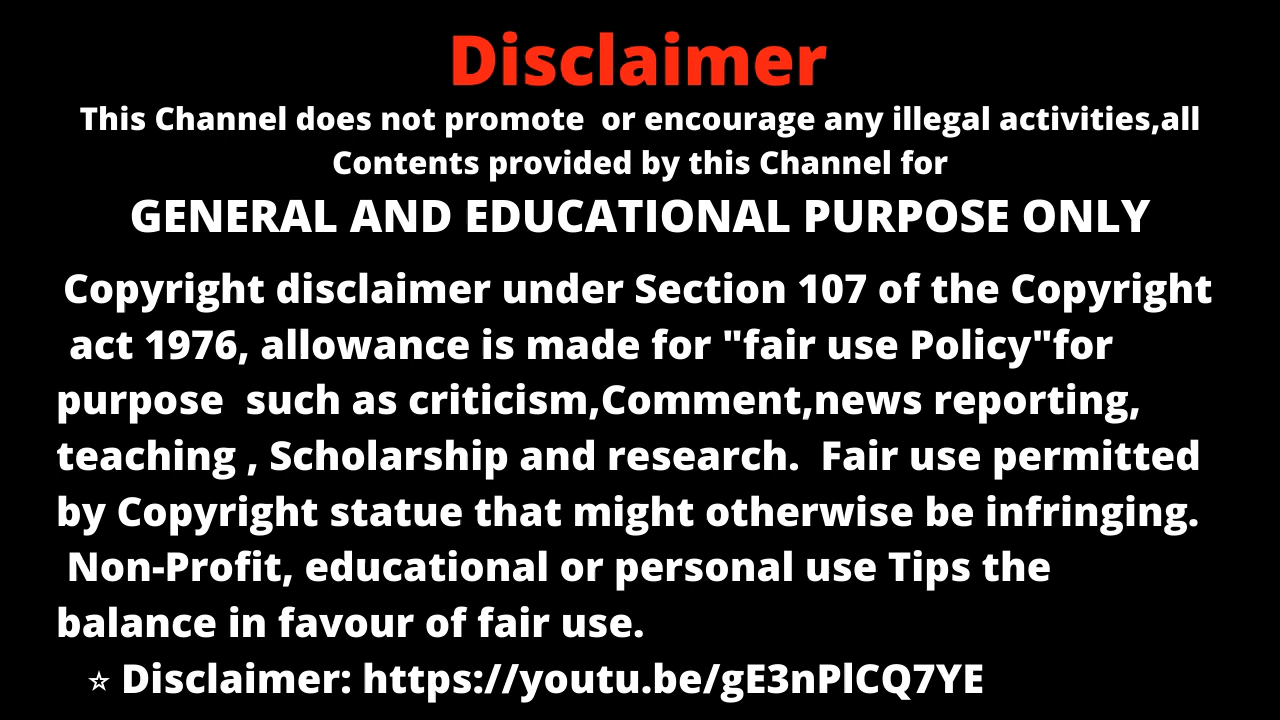 Disclaimer
This Channel does not promote  or encourage any illegal activities,all
Contents provided by this Channel for
GENERAL AND EDUCATIONAL PURPOSE ONLY
Copyright disclaimer under Section 107 of the Copyright
act 1976, allowance is made for "fair use Policy"for
purpose  such as criticism,Comment,news reporting,
teaching , Scholarship and research.  Fair use permitted
by Copyright statue that might otherwise be infringing.
Non-Profit, educational or personal use Tips the
balance in favour of fair use.
☆ Disclaimer: https://youtu.be/gE3nPlCQ7YE